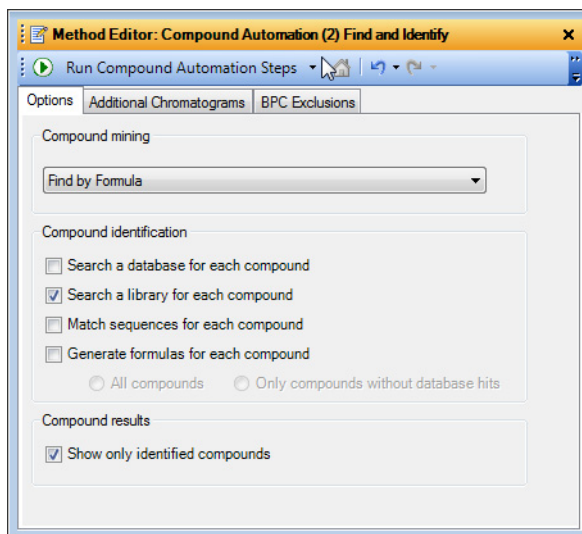 Method Editor: Compound Automation (2) Find and Identify
Run Compound Automation Steps
Options Additional Chromatograms BPC Exclusions
Compound mining
Find by Formula
Compound identification
Search a database for each compound
Search a library for each compound
Match sequences for each compound
Generate formulas for each compound
All compounds Only compounds without database hits
Compound results
Show only identified compounds